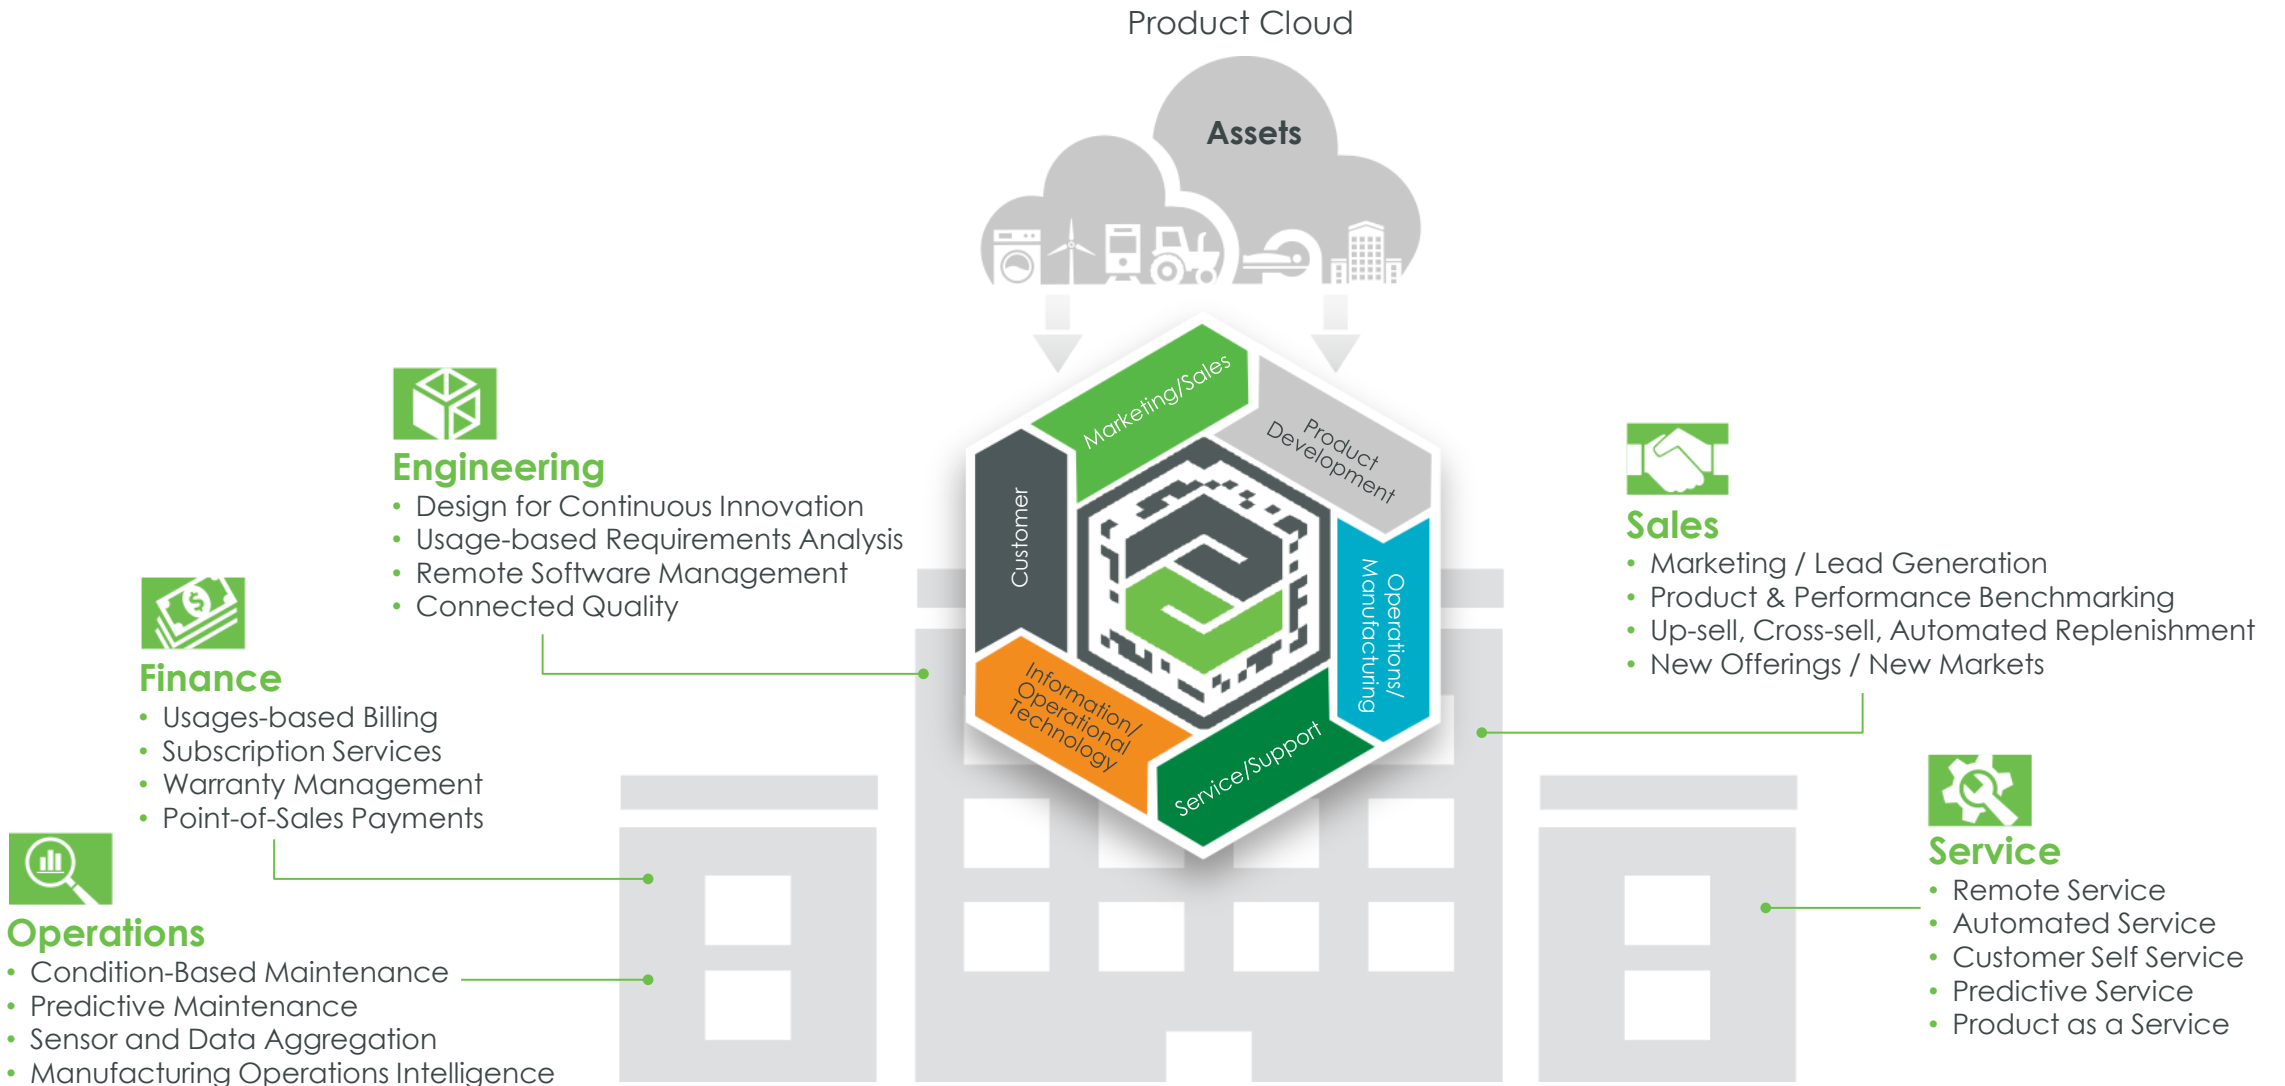 Product Cloud
Assets
Marketing/Sales
Product
Development
Customer
Operations/
Manufacturing
Information/
Operational
Technology
Service/Support
Engineering
• Design for Continuous Innovation
• Usage-based Requirements Analysis
• Remote Software Management
• Connected Quality
Finance
• Usages-based Billing
• Subscription Services
• Warranty Management
• Point-of-Sales Payments
Operations
• Condition-Based Maintenance
• Predictive Maintenance
• Sensor and Data Aggregation
• Manufacturing Operations Intelligence
Sales
• Marketing / Lead Generation
• Product & Performance Benchmarking
• Up-sell, Cross-sell, Automated Replenishment
• New Offerings / New Markets
Service
• Remote Service
• Automated Service
• Customer Self Service
• Predictive Service
• Product as a Service